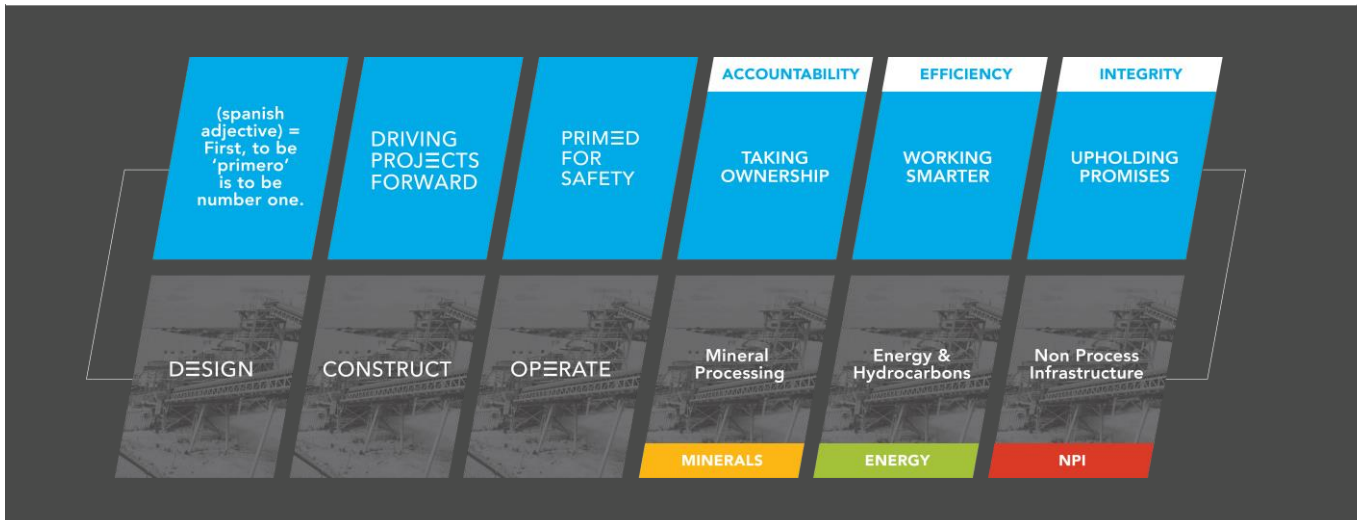 (spanish
adjective) =
First, to be
‘primero’
is to be
number one.
DRIVING
PROJECTS
FORWARD
PRIMED
FOR
SAFETY
ACCOUNTABILITY
TAKING
OWNERSHIP
EFFICIENCY
WORKING
SMARTER
INTEGRITY
UPHOLDING
PROMISES
DESIGN
CONSTRUCT
OPERATE
Mineral
Processing
MINERALS
Energy &
Hydrocarbons
ENERGY
Non Process
Infrastructure
NPI